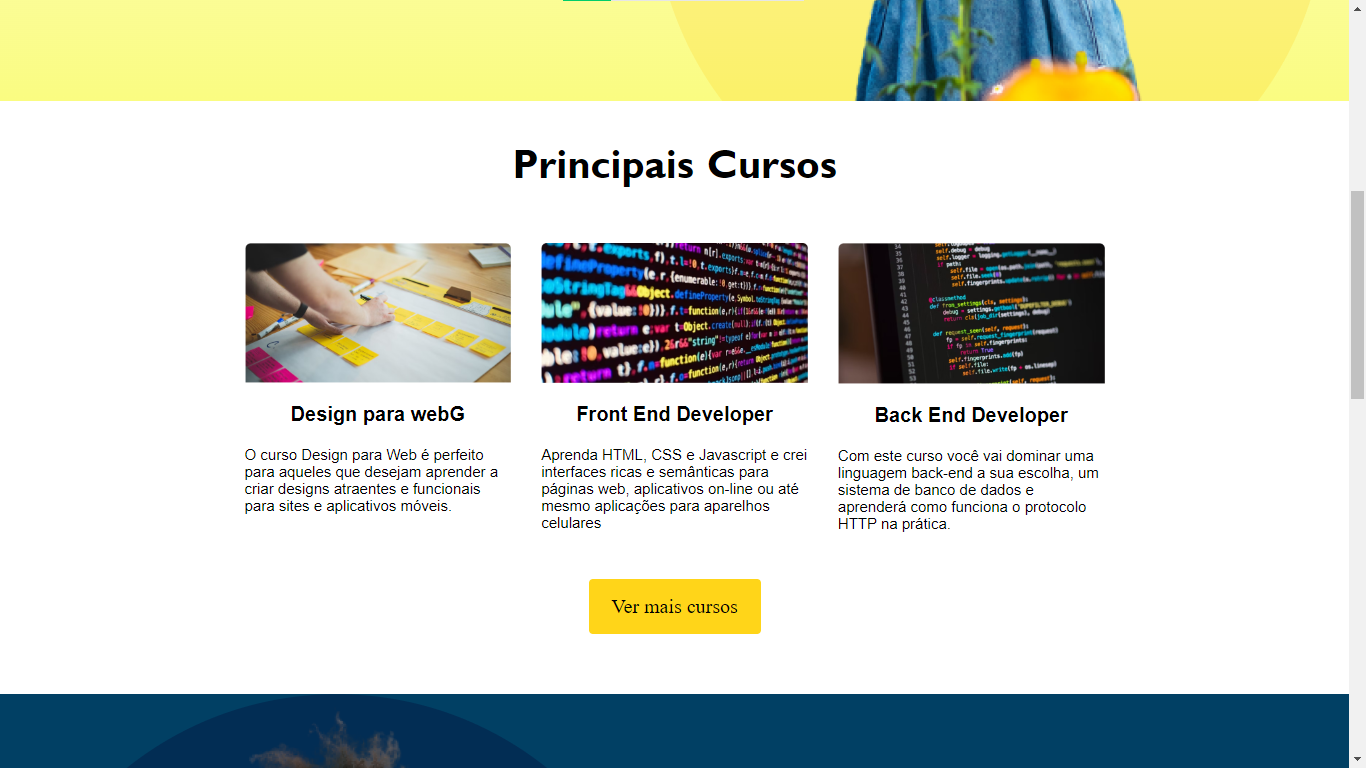 Principais Cursos
Design para webG
O curso Design para Web é perfeito
para aqueles que desejam aprender a
criar designs atraentes e funcionais
para sites e aplicativos móveis.
Front End Developer
Aprenda HTML, CSS e Javascript e crei
interfaces ricas e semânticas para
páginas web, aplicativos on-line ou até
mesmo aplicações para aparelhos
celulares
Back End Developer
Com este curso você vai dominar uma
linguagem back-end a sua escolha, um
sistema de banco de dados e
aprenderá como funciona o protocolo
HTTP na prática.
Ver mais cursos